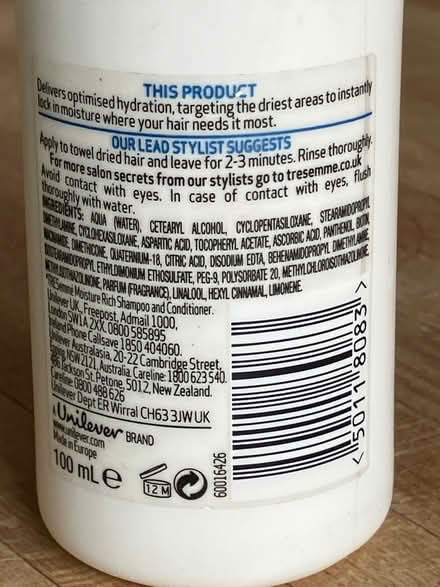 THIS PRODUCT
Delivers optimised hydration, targeting the driest areas to instantly
lock in moisture where your hair needs it most.
OUR LEAD STYLIST SUGGESTS
Apply to towel dried hair and leave for 2-3 minutes. Rinse thoroughly.
For more salon secrets from our stylists go to tresemme.co.uk
Avoid contact with eyes. In case of contact with eyes, flush
thoroughly with water.
INGREDIENTS: AQUA (WATER), CETEARYL ALCOHOL, CYCLOPENTASILOXANE, STEARAMIDOPROPYL
DIMETHYLAMINE, CYCLOHEXASILOXANE, ASPARTIC ACID, TOCOPHERYL ACETATE, ASCORBIC ACID, PANTHENOL, BIOTIN,
NIACINAMIDE, DIMETHICONE, QUATERNIUM-18, CITRIC ACID, DISODIUM EDTA, BEHENAMIDOPROPYL DIMETHYLAMINE,
ETHYLDIMONIUM ETHOSULFATE, PEG-9, POLYSORBATE 20, METHYLCHLOROISOTHIAZOLINONE,
METHYLISOTHIAZOLINONE, PARFUM (FRAGRANCE), LINALOOL, HEXYL CINNAMAL, LIMONENE.
Moisture Rich Shampoo and Conditioner.
Unilever UK, Freepost, Admail 1000,
London SW1A 2XX. 0800 585895
Ireland Phone Callsave 1850 404060.
Unilever Australasia, 20-22 Cambridge Street,
Epping NSW 2121, Australia. Careline: 1800 623 540.
Jackson St. Petone, 5012, New Zealand.
Careline: 0800 488 626
Unilever Dept ER Wirral CH63 3JW UK
Unilever BRAND
www.unilever.com
Made in Europe
100 mL e
12 M
60016426
<5011 8083>